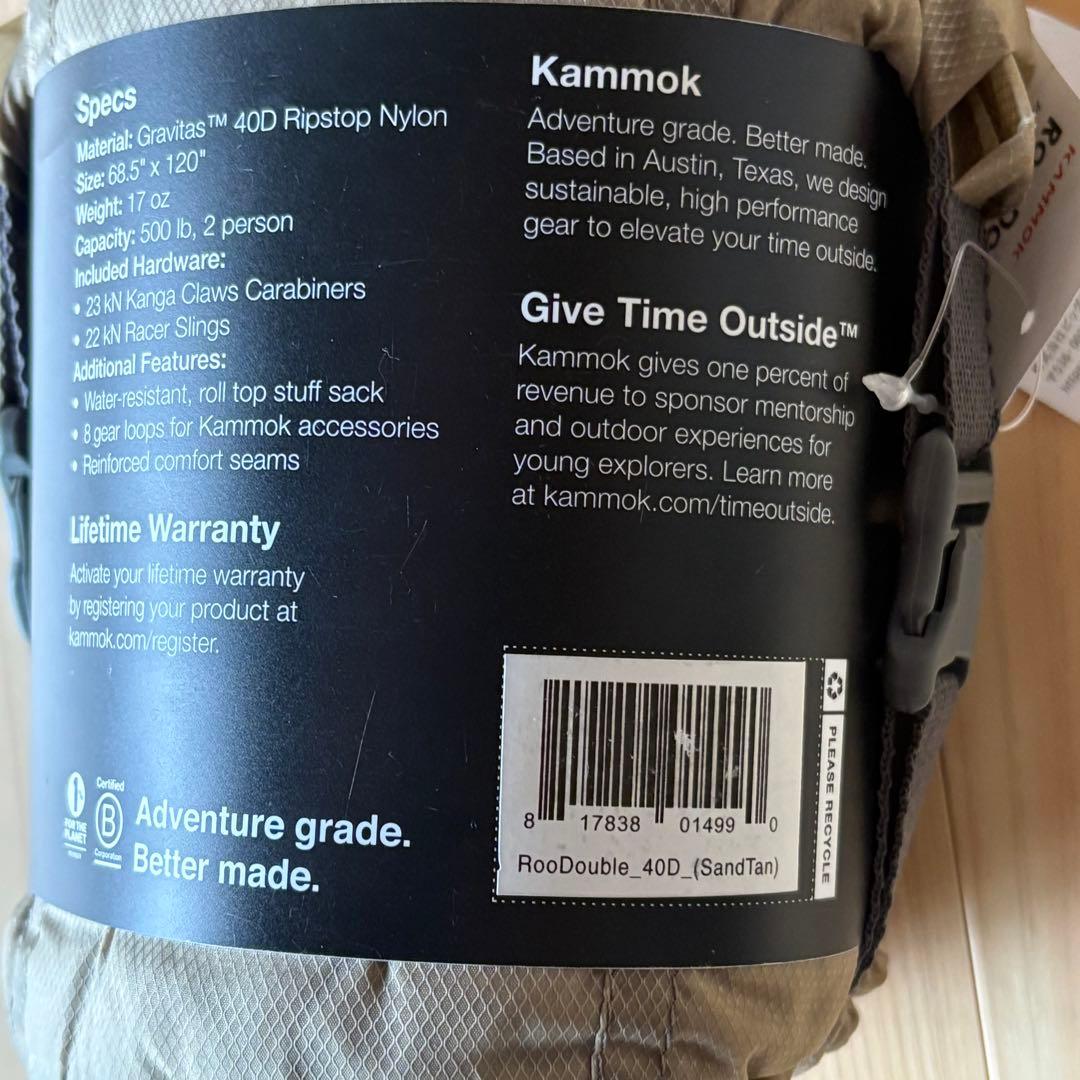 Specs
Material: Gravitas™ 40D Ripstop Nylon
Size: 68.5" x 120"
Weight: 17 oz
Capacity: 500 lb, 2 person
Included Hardware:
• 23 kN Kanga Claws Carabiners
• 22 kN Racer Slings
Additional Features:
• Water-resistant, roll top stuff sack
• 8 gear loops for Kammok accessories
• Reinforced comfort seams
Lifetime Warranty
Activate your lifetime warranty
by registering your product at
kammok.com/register.
FOR THE
PLANET
Certified
B
Corporation
Adventure grade.
Better made.
Kammok
Adventure grade. Better made.
Based in Austin, Texas, we design
sustainable, high performance
gear to elevate your time outside.
Give Time Outside™
Kammok gives one percent of
revenue to sponsor mentorship
and outdoor experiences for
young explorers. Learn more
at kammok.com/timeoutside.
8 17838 01499 0
RooDouble_40D_(SandTan)
PLEASE RECYCLE
KAMMOK